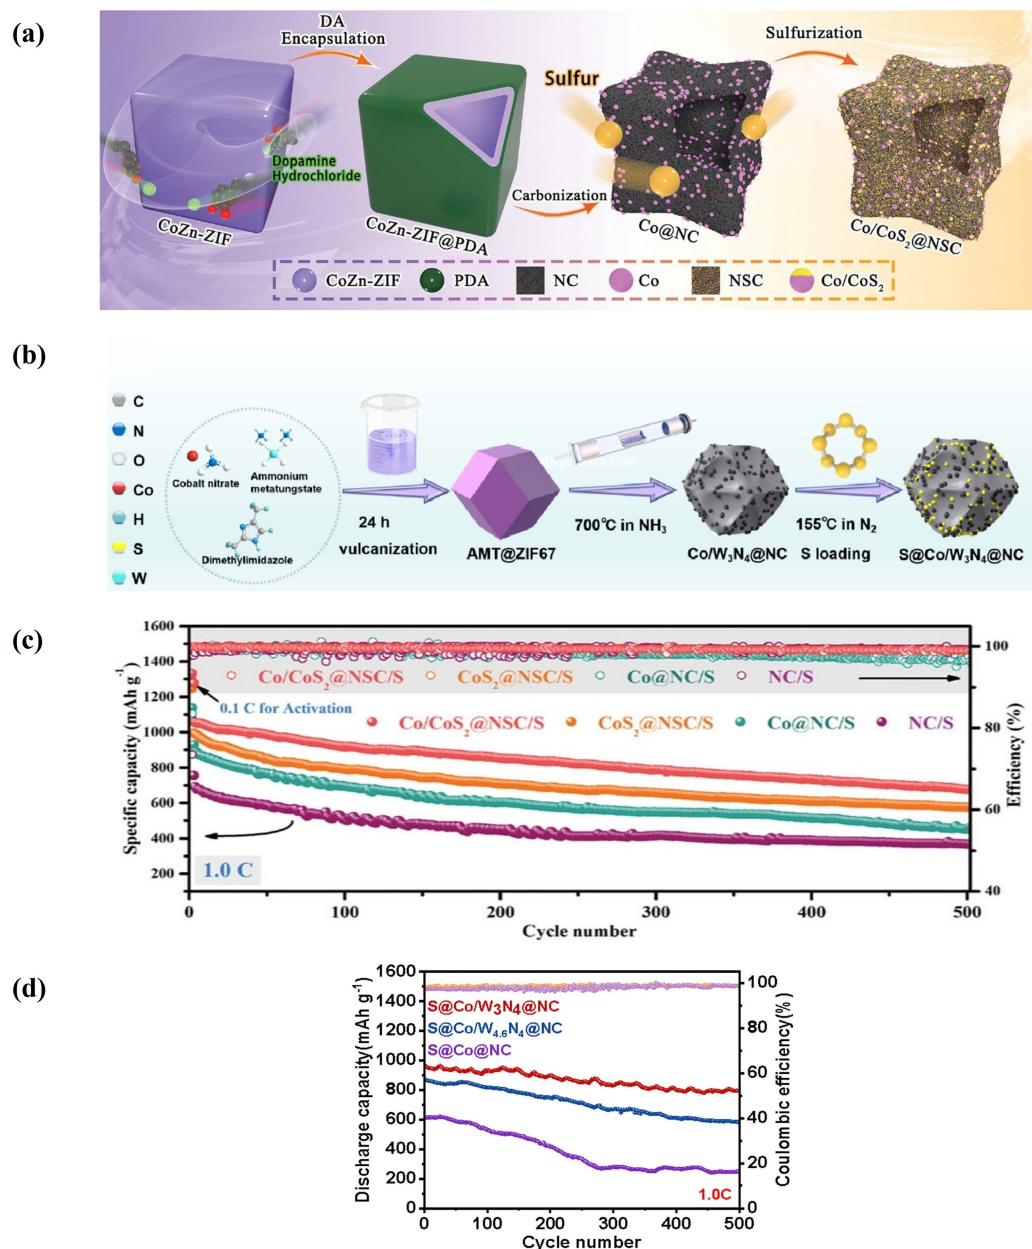 (a)
DA
Encapsulation
Sulfurization
Sulfur
Dopamine
Hydrochloride
Carbonization
CoZn-ZIF
CoZn-ZIF@PDA
Co@NC
Co/CoS2@NSC
CoZn-ZIF PDA NC Co NSC Co/CoS2
(b)
C
N
O
Co
H
S
W
Cobalt nitrate
Ammonium
metatungstate
Dimethylimidazole
24 h
vulcanization
AMT@ZIF67
thylimidazole
700℃ in NH3
Co/W3N4@NC
155℃ in N2
S loading
S@Co/W3N4@NC
(c)
Specific capacity (mAh g-1)
1600
1400
1200
1000
800
600
400
200
Co/CoS2@NSC/S CoS2@NSC/S Co@NC/S NC/S
0.1 C for Activation
Co/CoS2@NSC/S CoS2@NSC/S Co@NC/S NC/S
1.0 C
100
80
60
40
Efficiency (%)
0 100 200 300 400 500
Cycle number
(d)
Discharge capacity(mAh g-1)
1600
1400
1200
1000
800
600
400
200
0
S@Co/W3N4@NC
S@Co/W4.6N4@NC
S@Co@NC
1.0C
100
80
60
40
20
0
Coulombic efficiency(%)
0 100 200 300 400 500
Cycle number